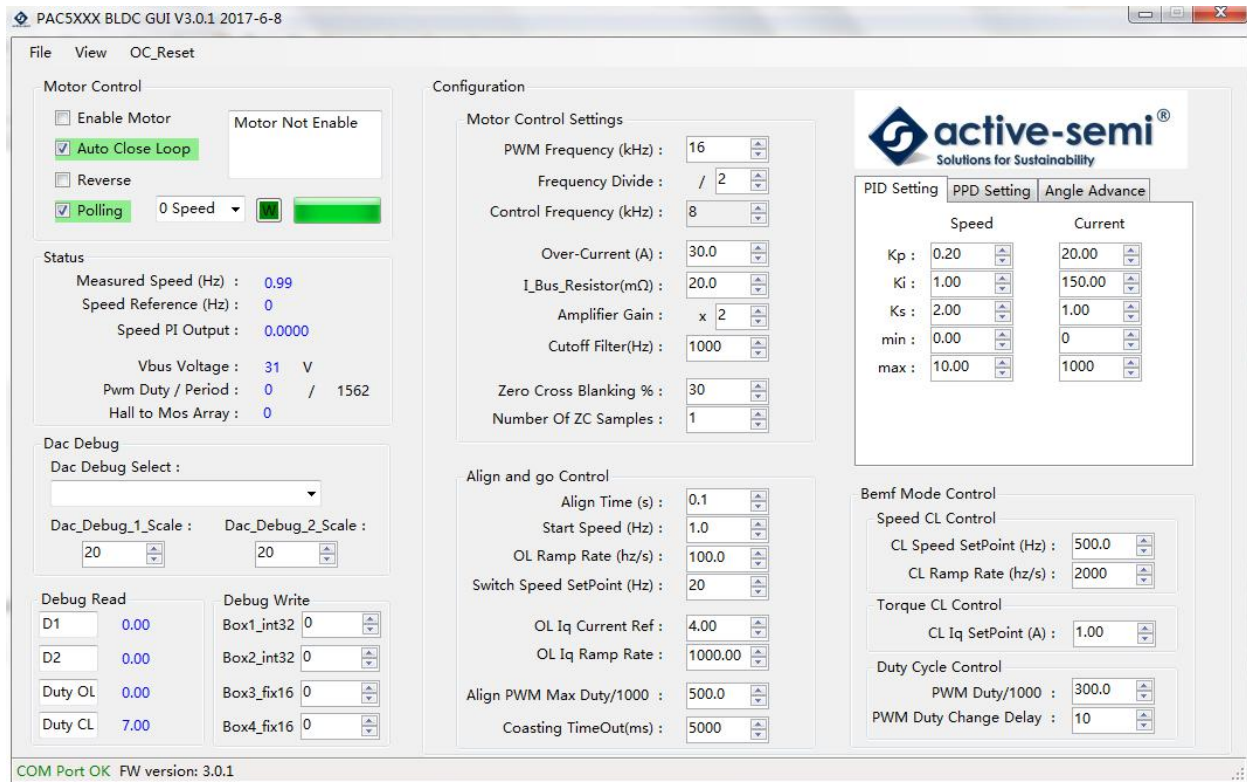 PAC5XXX BLDC GUI V3.0.1 2017-6-8
File View OC_Reset
Motor Control
Enable Motor
Motor Not Enable
Auto Close Loop
Reverse
Polling 0 Speed W
Status
Measured Speed (Hz) : 0.99
Speed Reference (Hz) : 0
Speed PI Output : 0.0000
Vbus Voltage : 31 V
Pwm Duty / Period : 0 / 1562
Hall to Mos Array : 0
Dac Debug
Dac Debug Select :
Dac_Debug_1_Scale : Dac_Debug_2_Scale :
20 20
Debug Read
D1 0.00
D2 0.00
Duty OL 0.00
Duty CL 7.00
Debug Write
Box1_int32 0
Box2_int32 0
Box3_fix16 0
Box4_fix16 0
Configuration
Motor Control Settings
PWM Frequency (kHz) : 16
Frequency Divide : / 2
Control Frequency (kHz) : 8
Over-Current (A) : 30.0
I_Bus_Resistor(mΩ) : 20.0
Amplifier Gain : x 2
Cutoff Filter(Hz) : 1000
Zero Cross Blanking % : 30
Number Of ZC Samples : 1
Align and go Control
Align Time (s) : 0.1
Start Speed (Hz) : 1.0
OL Ramp Rate (hz/s) : 100.0
Switch Speed SetPoint (Hz) : 20
OL Iq Current Ref : 4.00
OL Iq Ramp Rate : 1000.00
Align PWM Max Duty/1000 : 500.0
Coasting TimeOut(ms) : 5000
active-semi®
Solutions for Sustainability
PID Setting PPD Setting Angle Advance
Speed Current
Kp : 0.20 20.00
Ki : 1.00 150.00
Ks : 2.00 1.00
min : 0.00 0
max : 10.00 1000
Bemf Mode Control
Speed CL Control
CL Speed SetPoint (Hz) : 500.0
CL Ramp Rate (hz/s) : 2000
Torque CL Control
CL Iq SetPoint (A) : 1.00
Duty Cycle Control
PWM Duty/1000 : 300.0
PWM Duty Change Delay : 10
COM Port OK FW version: 3.0.1